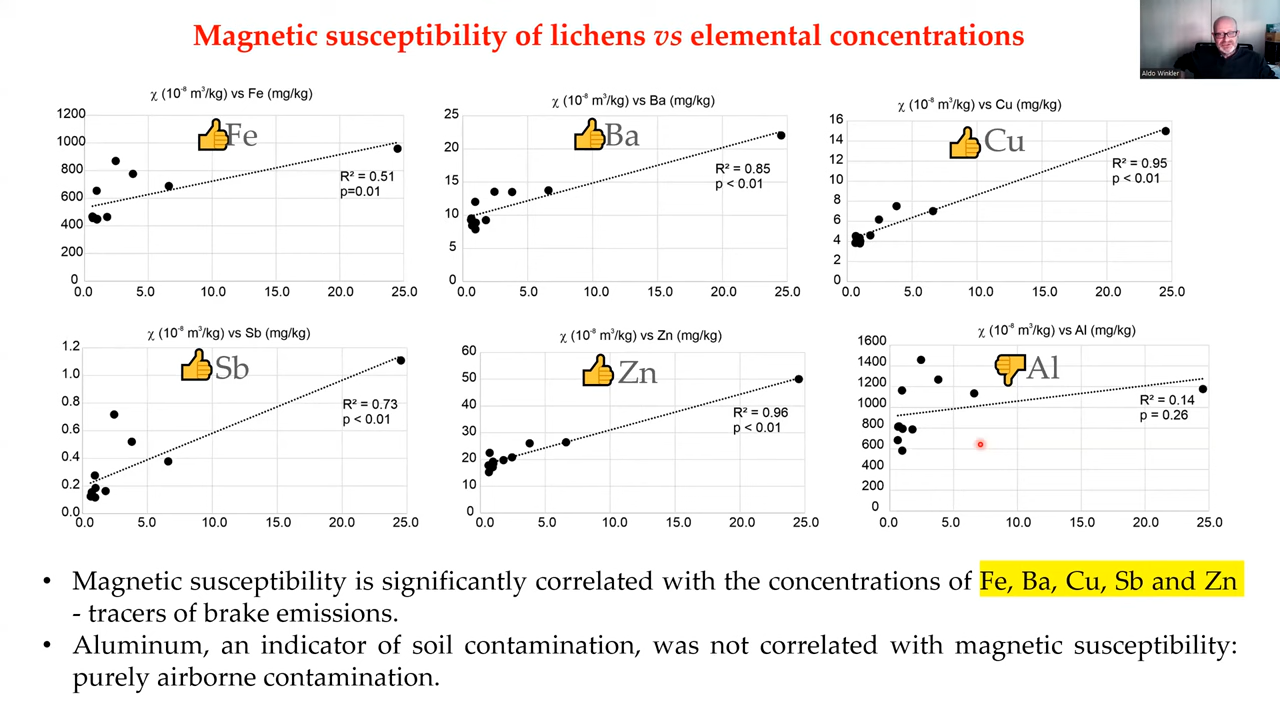 Magnetic susceptibility of lichens vs elemental concentrations
Aldo Winkler
χ (10⁻⁸ m³/kg) vs Fe (mg/kg)
1200
1000
800
600
400
200
0
0.0 5.0 10.0 15.0 20.0 25.0
Fe
R² = 0.51
p=0.01
χ (10⁻⁸ m³/kg) vs Ba (mg/kg)
25
20
15
10
5
0
0.0 5.0 10.0 15.0 20.0 25.0
Ba
R² = 0.85
p < 0.01
χ (10⁻⁸ m³/kg) vs Cu (mg/kg)
16
14
12
10
8
6
4
2
0
0.0 5.0 10.0 15.0 20.0 25.0
Cu
R² = 0.95
p < 0.01
χ (10⁻⁸ m³/kg) vs Sb (mg/kg)
1.2
1.0
0.8
0.6
0.4
0.2
0.0
0.0 5.0 10.0 15.0 20.0 25.0
Sb
R² = 0.73
p < 0.01
χ (10⁻⁸ m³/kg) vs Zn (mg/kg)
60
50
40
30
20
10
0
0.0 5.0 10.0 15.0 20.0 25.0
Zn
R² = 0.96
p < 0.01
χ (10⁻⁸ m³/kg) vs Al (mg/kg)
1600
1400
1200
1000
800
600
400
200
0
0.0 5.0 10.0 15.0 20.0 25.0
Al
R² = 0.14
p = 0.26
• Magnetic susceptibility is significantly correlated with the concentrations of Fe, Ba, Cu, Sb and Zn
- tracers of brake emissions.
• Aluminum, an indicator of soil contamination, was not correlated with magnetic susceptibility:
purely airborne contamination.